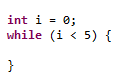 int i = 0;
while (i < 5) {
}